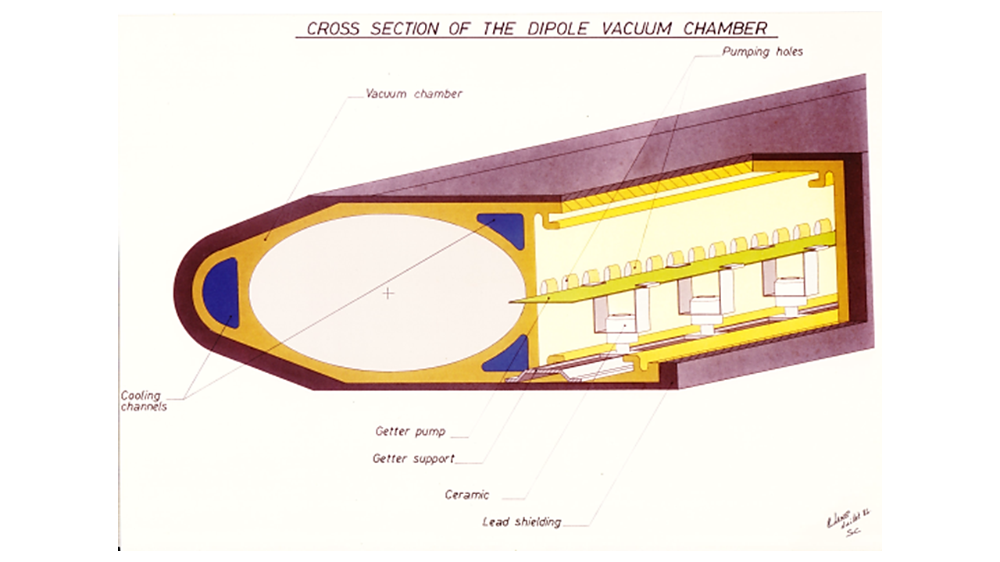 CROSS SECTION OF THE DIPOLE VACUUM CHAMBER
Pumping holes
Vacuum chamber
Cooling
channels
Getter pump
Getter support
Ceramic
Lead shielding